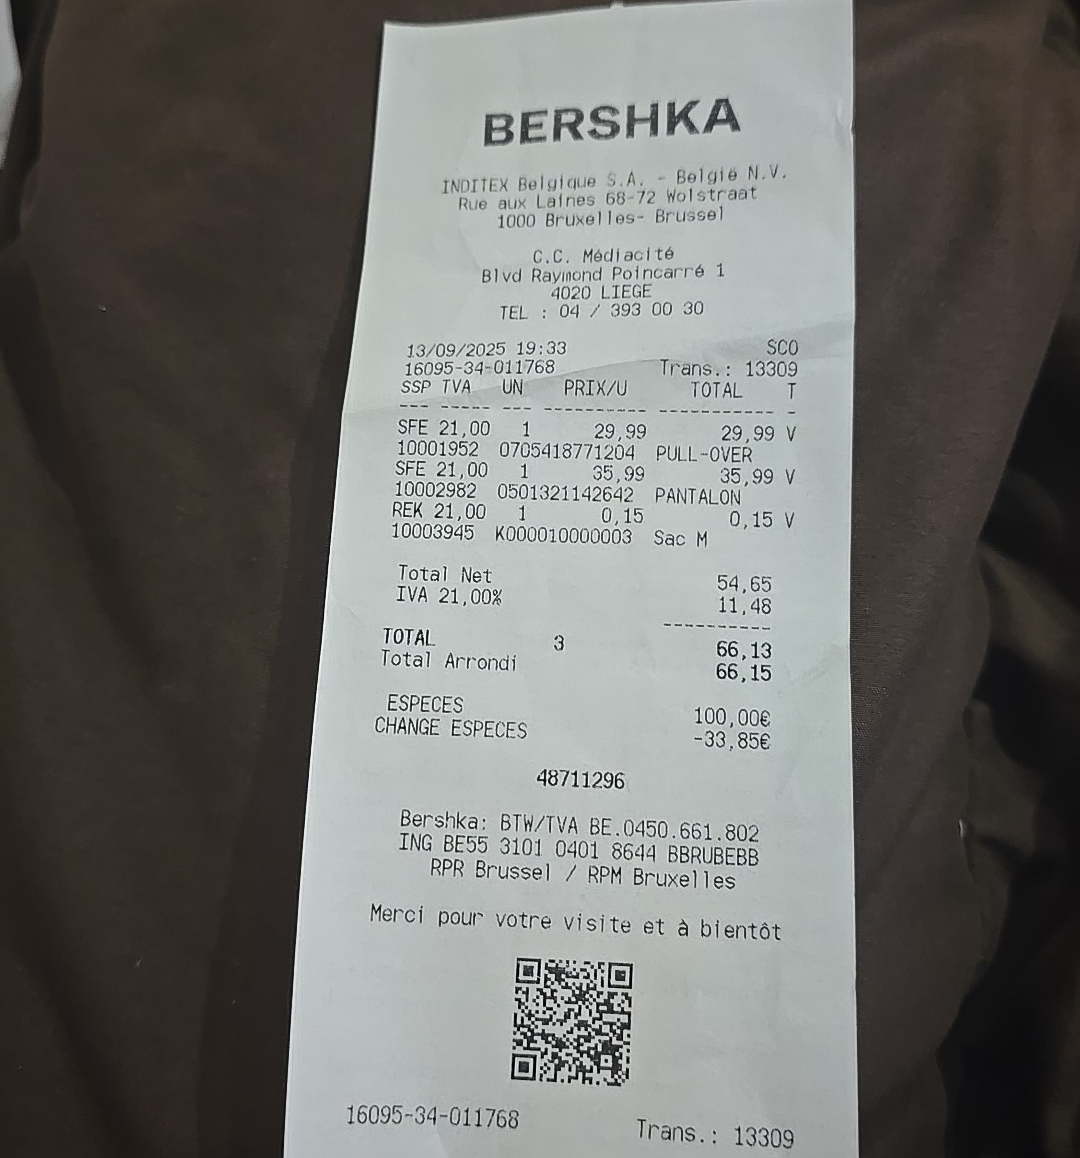 BERSHKA
INDITEX Belgique S.A. - België N.V.
Rue aux Laines 68-72 Wolstraat
1000 Bruxelles- Brussel
C.C. Médiacité
Blvd Raymond Poincarré 1
4020 LIEGE
TEL : 04 / 393 00 30
13/09/2025 19:33 SCO
16095-34-011768 Trans.: 13309
SSP TVA UN PRIX/U TOTAL T
--- ----- --- ---------- ----------- -
SFE 21,00 1 29,99 29,99 V
10001952 0705418771204 PULL-OVER
SFE 21,00 1 35,99 35,99 V
10002982 0501321142642 PANTALON
REK 21,00 1 0,15 0,15 V
10003945 K000010000003 Sac M
Total Net 54,65
IVA 21,00% 11,48
----------
TOTAL 3 66,13
Total Arrondi 66,15
ESPECES 100,00€
CHANGE ESPECES -33,85€
48711296
Bershka: BTW/TVA BE.0450.661.802
ING BE55 3101 0401 8644 BBRUBEBB
RPR Brussel / RPM Bruxelles
Merci pour votre visite et à bientôt
16095-34-011768 Trans.: 13309